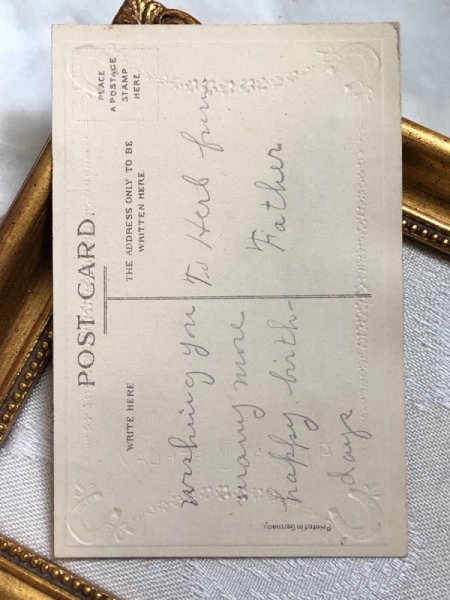 POST CARD.
PLACE
A POSTAGE
STAMP
HERE.
WRITE HERE
THE ADDRESS ONLY TO BE
WRITTEN HERE.
wishing you
many more
happy birth-
days
To Herb from
Father
Printed in Germany.